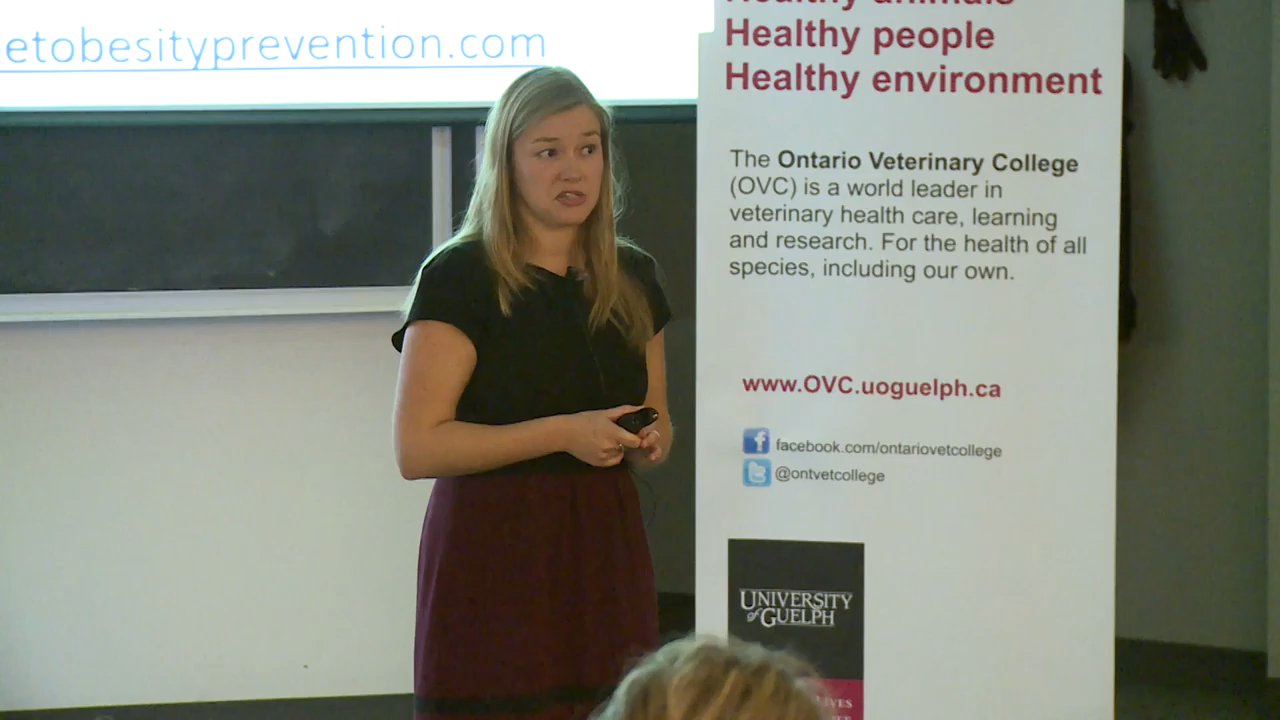 etobesityprevention.com
Healthy animals
Healthy people
Healthy environment
The Ontario Veterinary College
(OVC) is a world leader in
veterinary health care, learning
and research. For the health of all
species, including our own.
www.OVC.uoguelph.ca
facebook.com/ontariovetcollege
@ontvetcollege
UNIVERSITY
of GUELPH